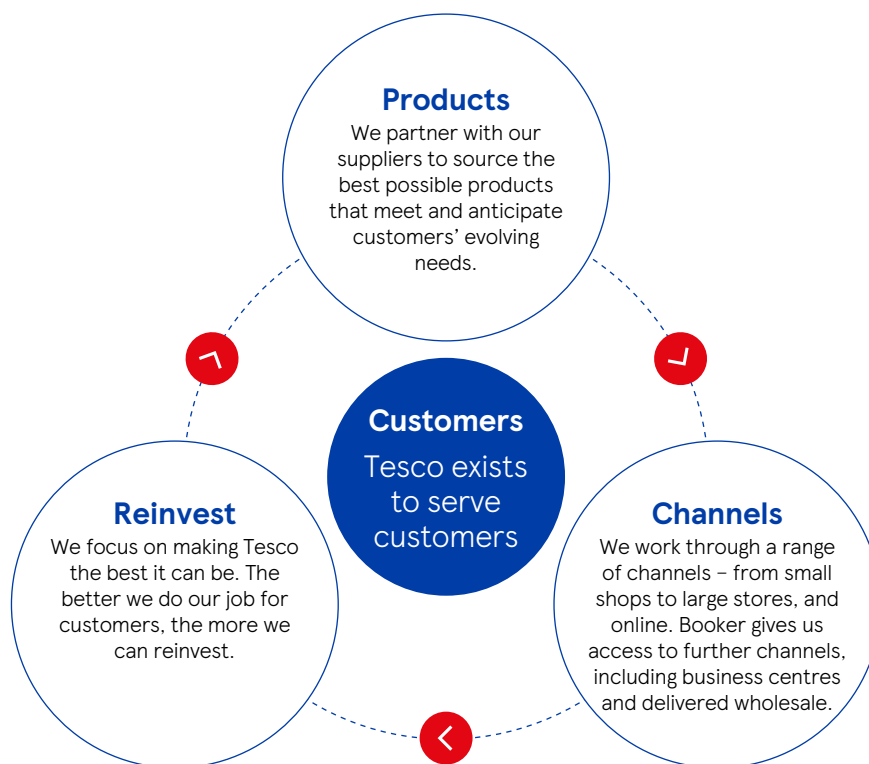 Products
We partner with our
suppliers to source the
best possible products
that meet and anticipate
customers’ evolving
needs.
Customers
Tesco exists
to serve
customers
Reinvest
We focus on making Tesco
the best it can be. The
better we do our job for
customers, the more we
can reinvest.
Channels
We work through a range
of channels – from small
shops to large stores, and
online. Booker gives us
access to further channels,
including business centres
and delivered wholesale.